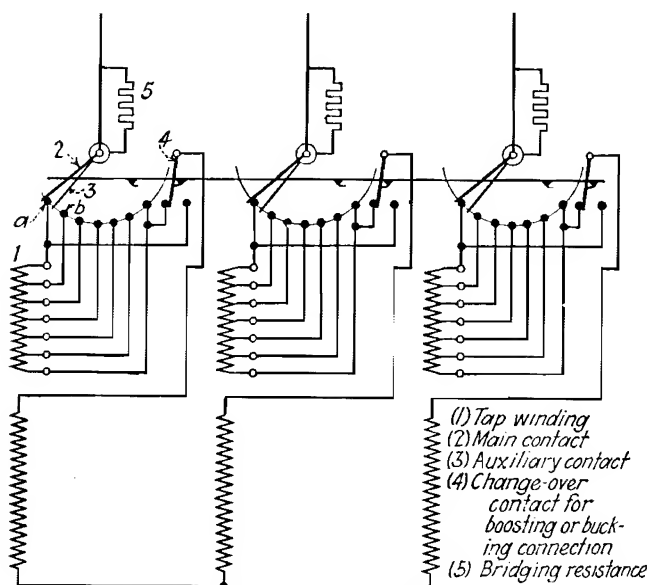 5
2
4
3
a
b
1
(1) Tap winding
(2) Main contact
(3) Auxiliary contact
(4) Change-over
contact for
boosting or buck-
ing connection
(5) Bridging resistance